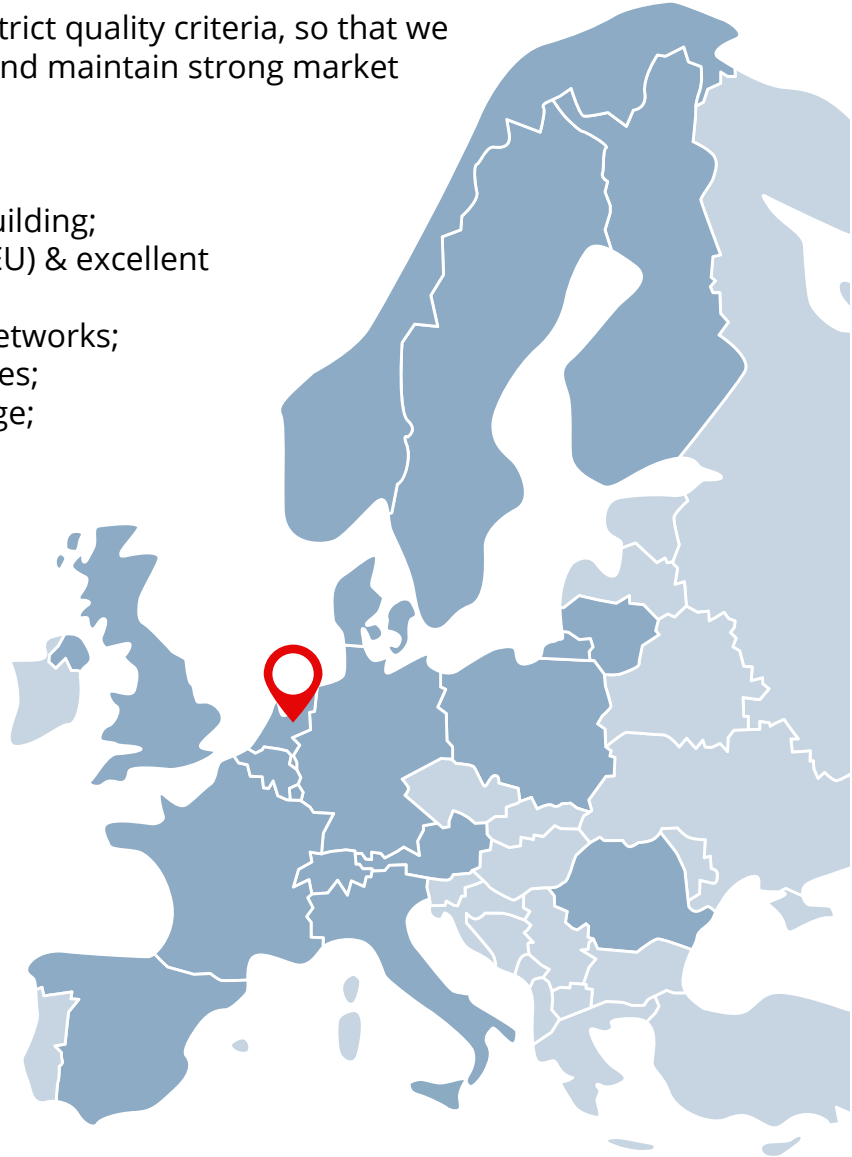 trict quality criteria, so that we
nd maintain strong market
uilding;
EU) & excellent
etworks;
es;
ge;